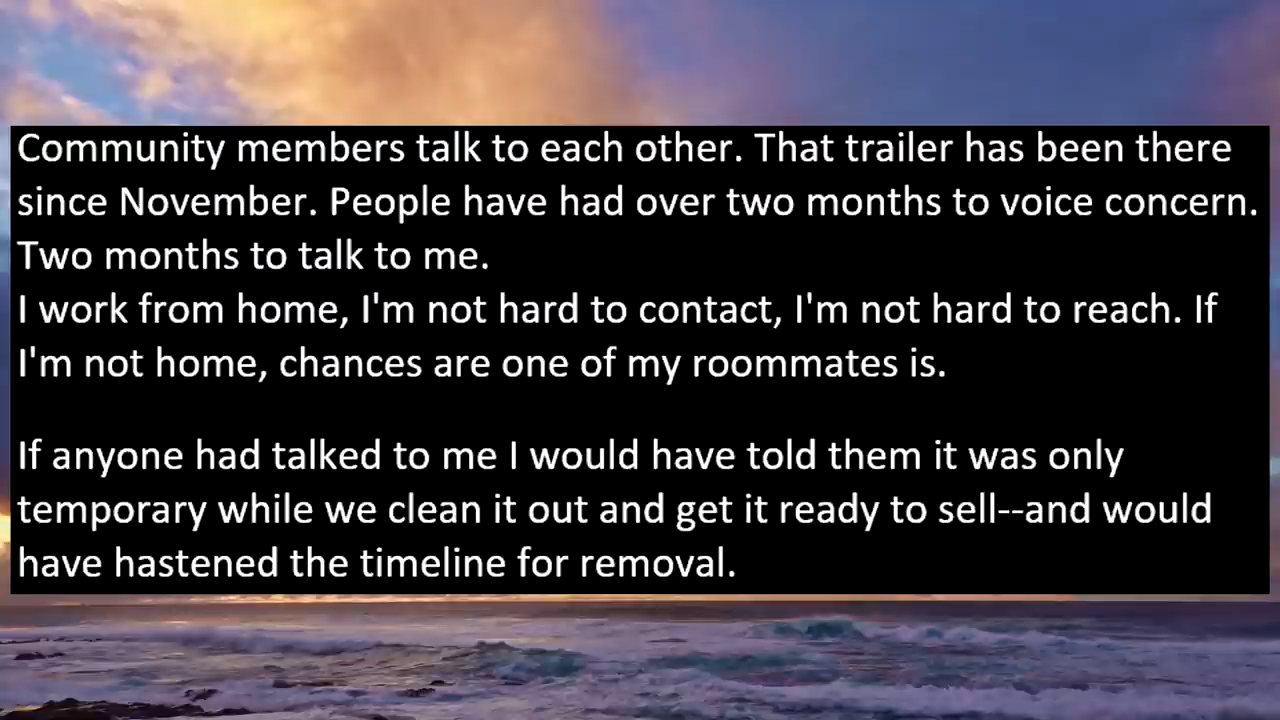 Community members talk to each other. That trailer has been there
since November. People have had over two months to voice concern.
Two months to talk to me.
I work from home, I'm not hard to contact, I'm not hard to reach. If
I'm not home, chances are one of my roommates is.
If anyone had talked to me I would have told them it was only
temporary while we clean it out and get it ready to sell--and would
have hastened the timeline for removal.